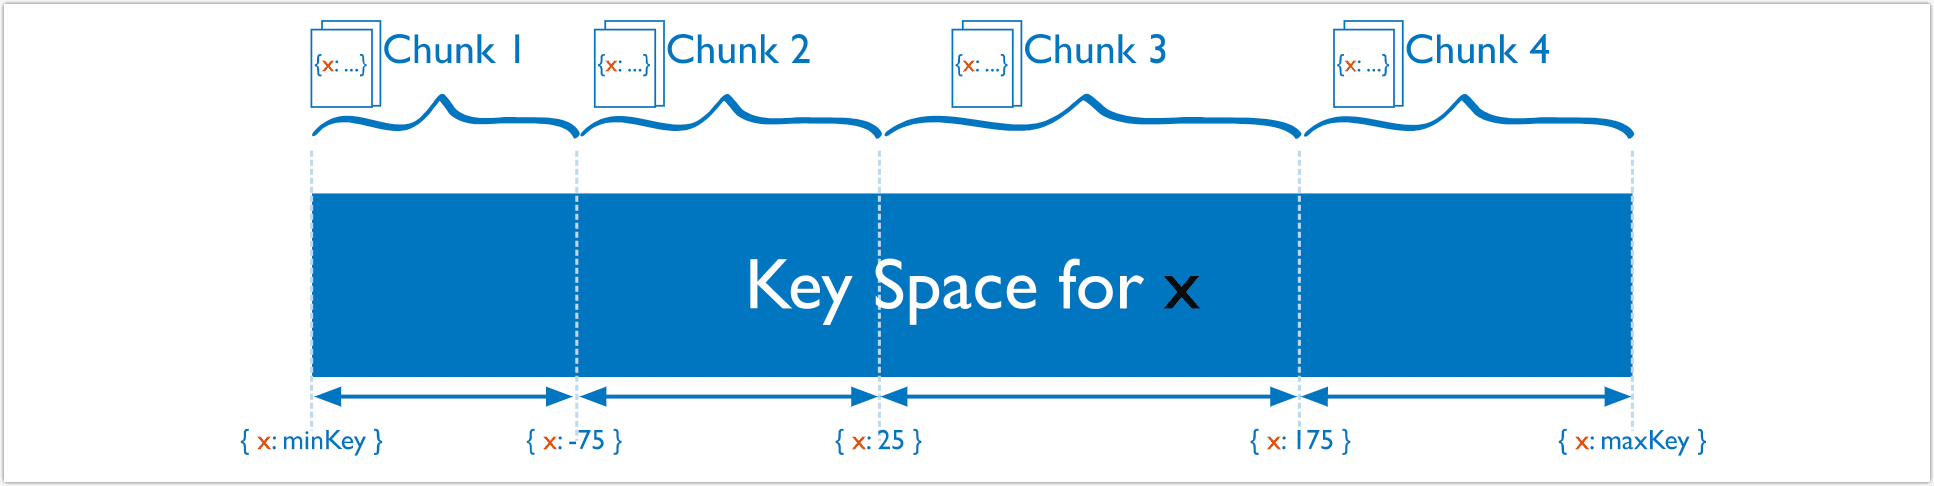 {x: ...} Chunk 1
{x: ...} Chunk 2
{x: ...} Chunk 3
{x: ...} Chunk 4
Key Space for x
{ x: minKey }
{ x: -75 }
{ x: 25 }
{ x: 175 }
{ x: maxKey }